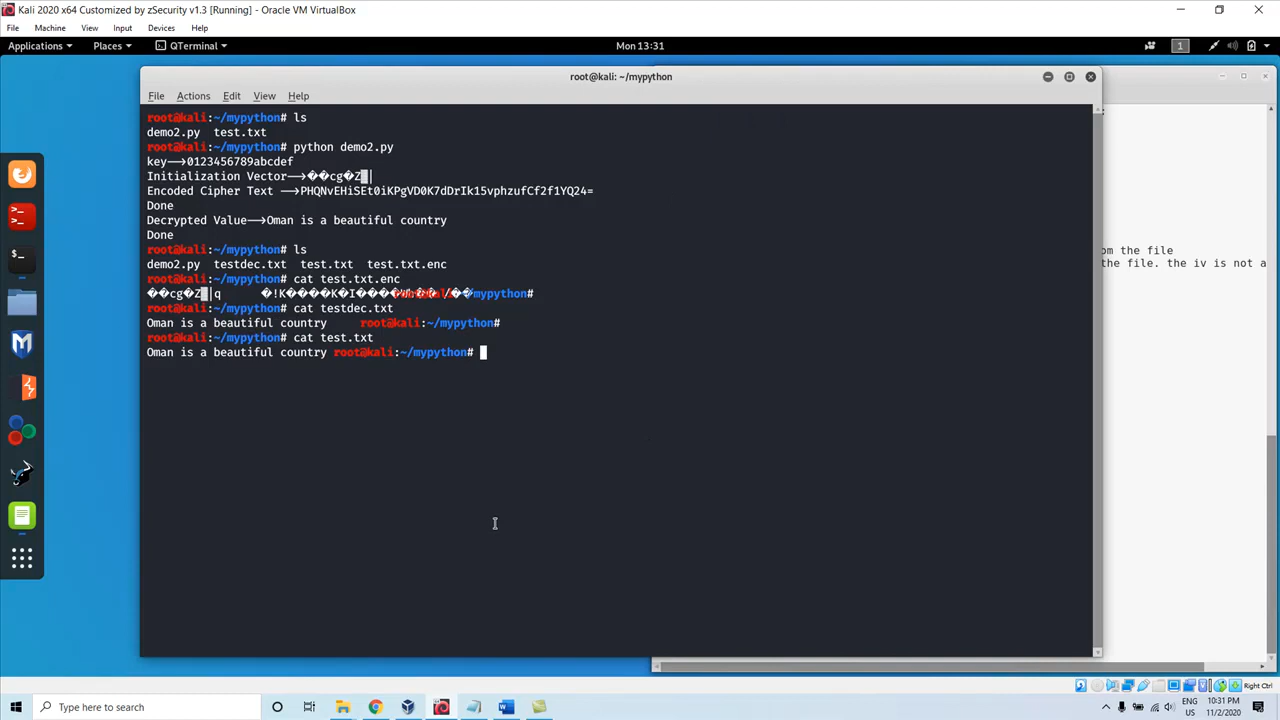 Kali 2020 x64 Customized by zSecurity v1.3 [Running] - Oracle VM VirtualBox
File Machine View Input Devices Help
Applications Places QTerminal Mon 13:31 1
root@kali: ~/mypython
File Actions Edit View Help
root@kali:~/mypython# ls
demo2.py test.txt
root@kali:~/mypython# python demo2.py
key-->0123456789abcdef
Initialization Vector-->��cg�Z|
Encoded Cipher Text -->PHQNvEHiSEt0iKPgVD0K7dDrIk15vphzufCf2f1YQ24=
Done
Decrypted Value-->Oman is a beautiful country
Done
root@kali:~/mypython# ls
demo2.py testdec.txt test.txt test.txt.enc
root@kali:~/mypython# cat test.txt.enc
��cg�Z|q �!K����K�I���� mypython#
root@kali:~/mypython# cat testdec.txt
Oman is a beautiful country root@kali:~/mypython#
root@kali:~/mypython# cat test.txt
Oman is a beautiful country root@kali:~/mypython#
om the file
the file. the iv is not a
Right Ctrl
Type here to search
ENG
US
10:31 PM
11/2/2020